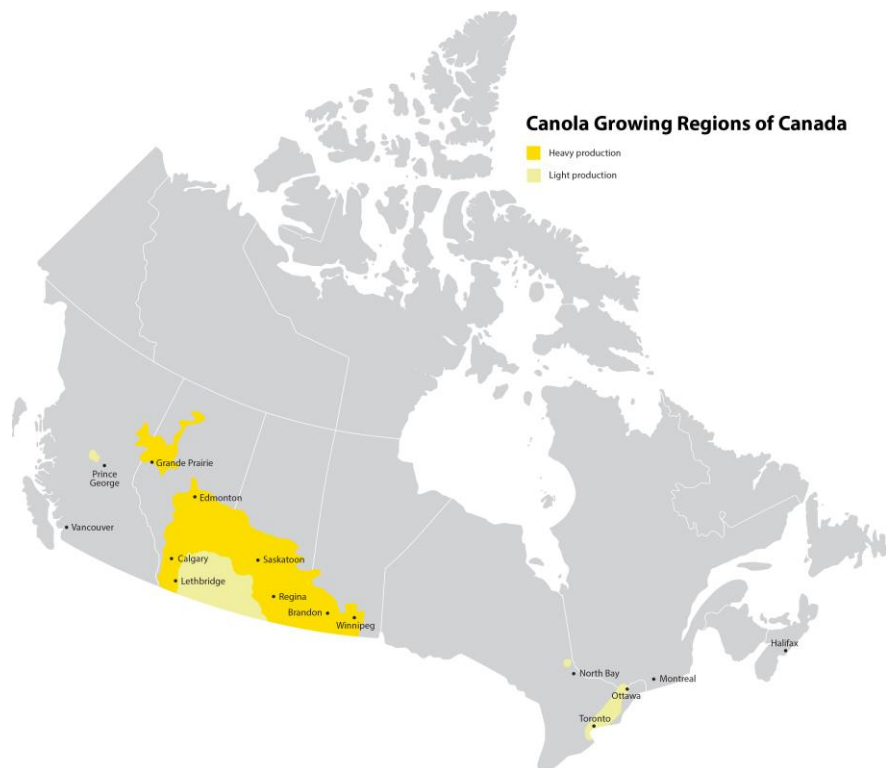 Canola Growing Regions of Canada
Heavy production
Light production
Grande Prairie
Prince
George
Edmonton
Vancouver
Calgary
Saskatoon
Lethbridge
Regina
Brandon
Winnipeg
Halifax
North Bay
Montreal
Ottawa
Toronto